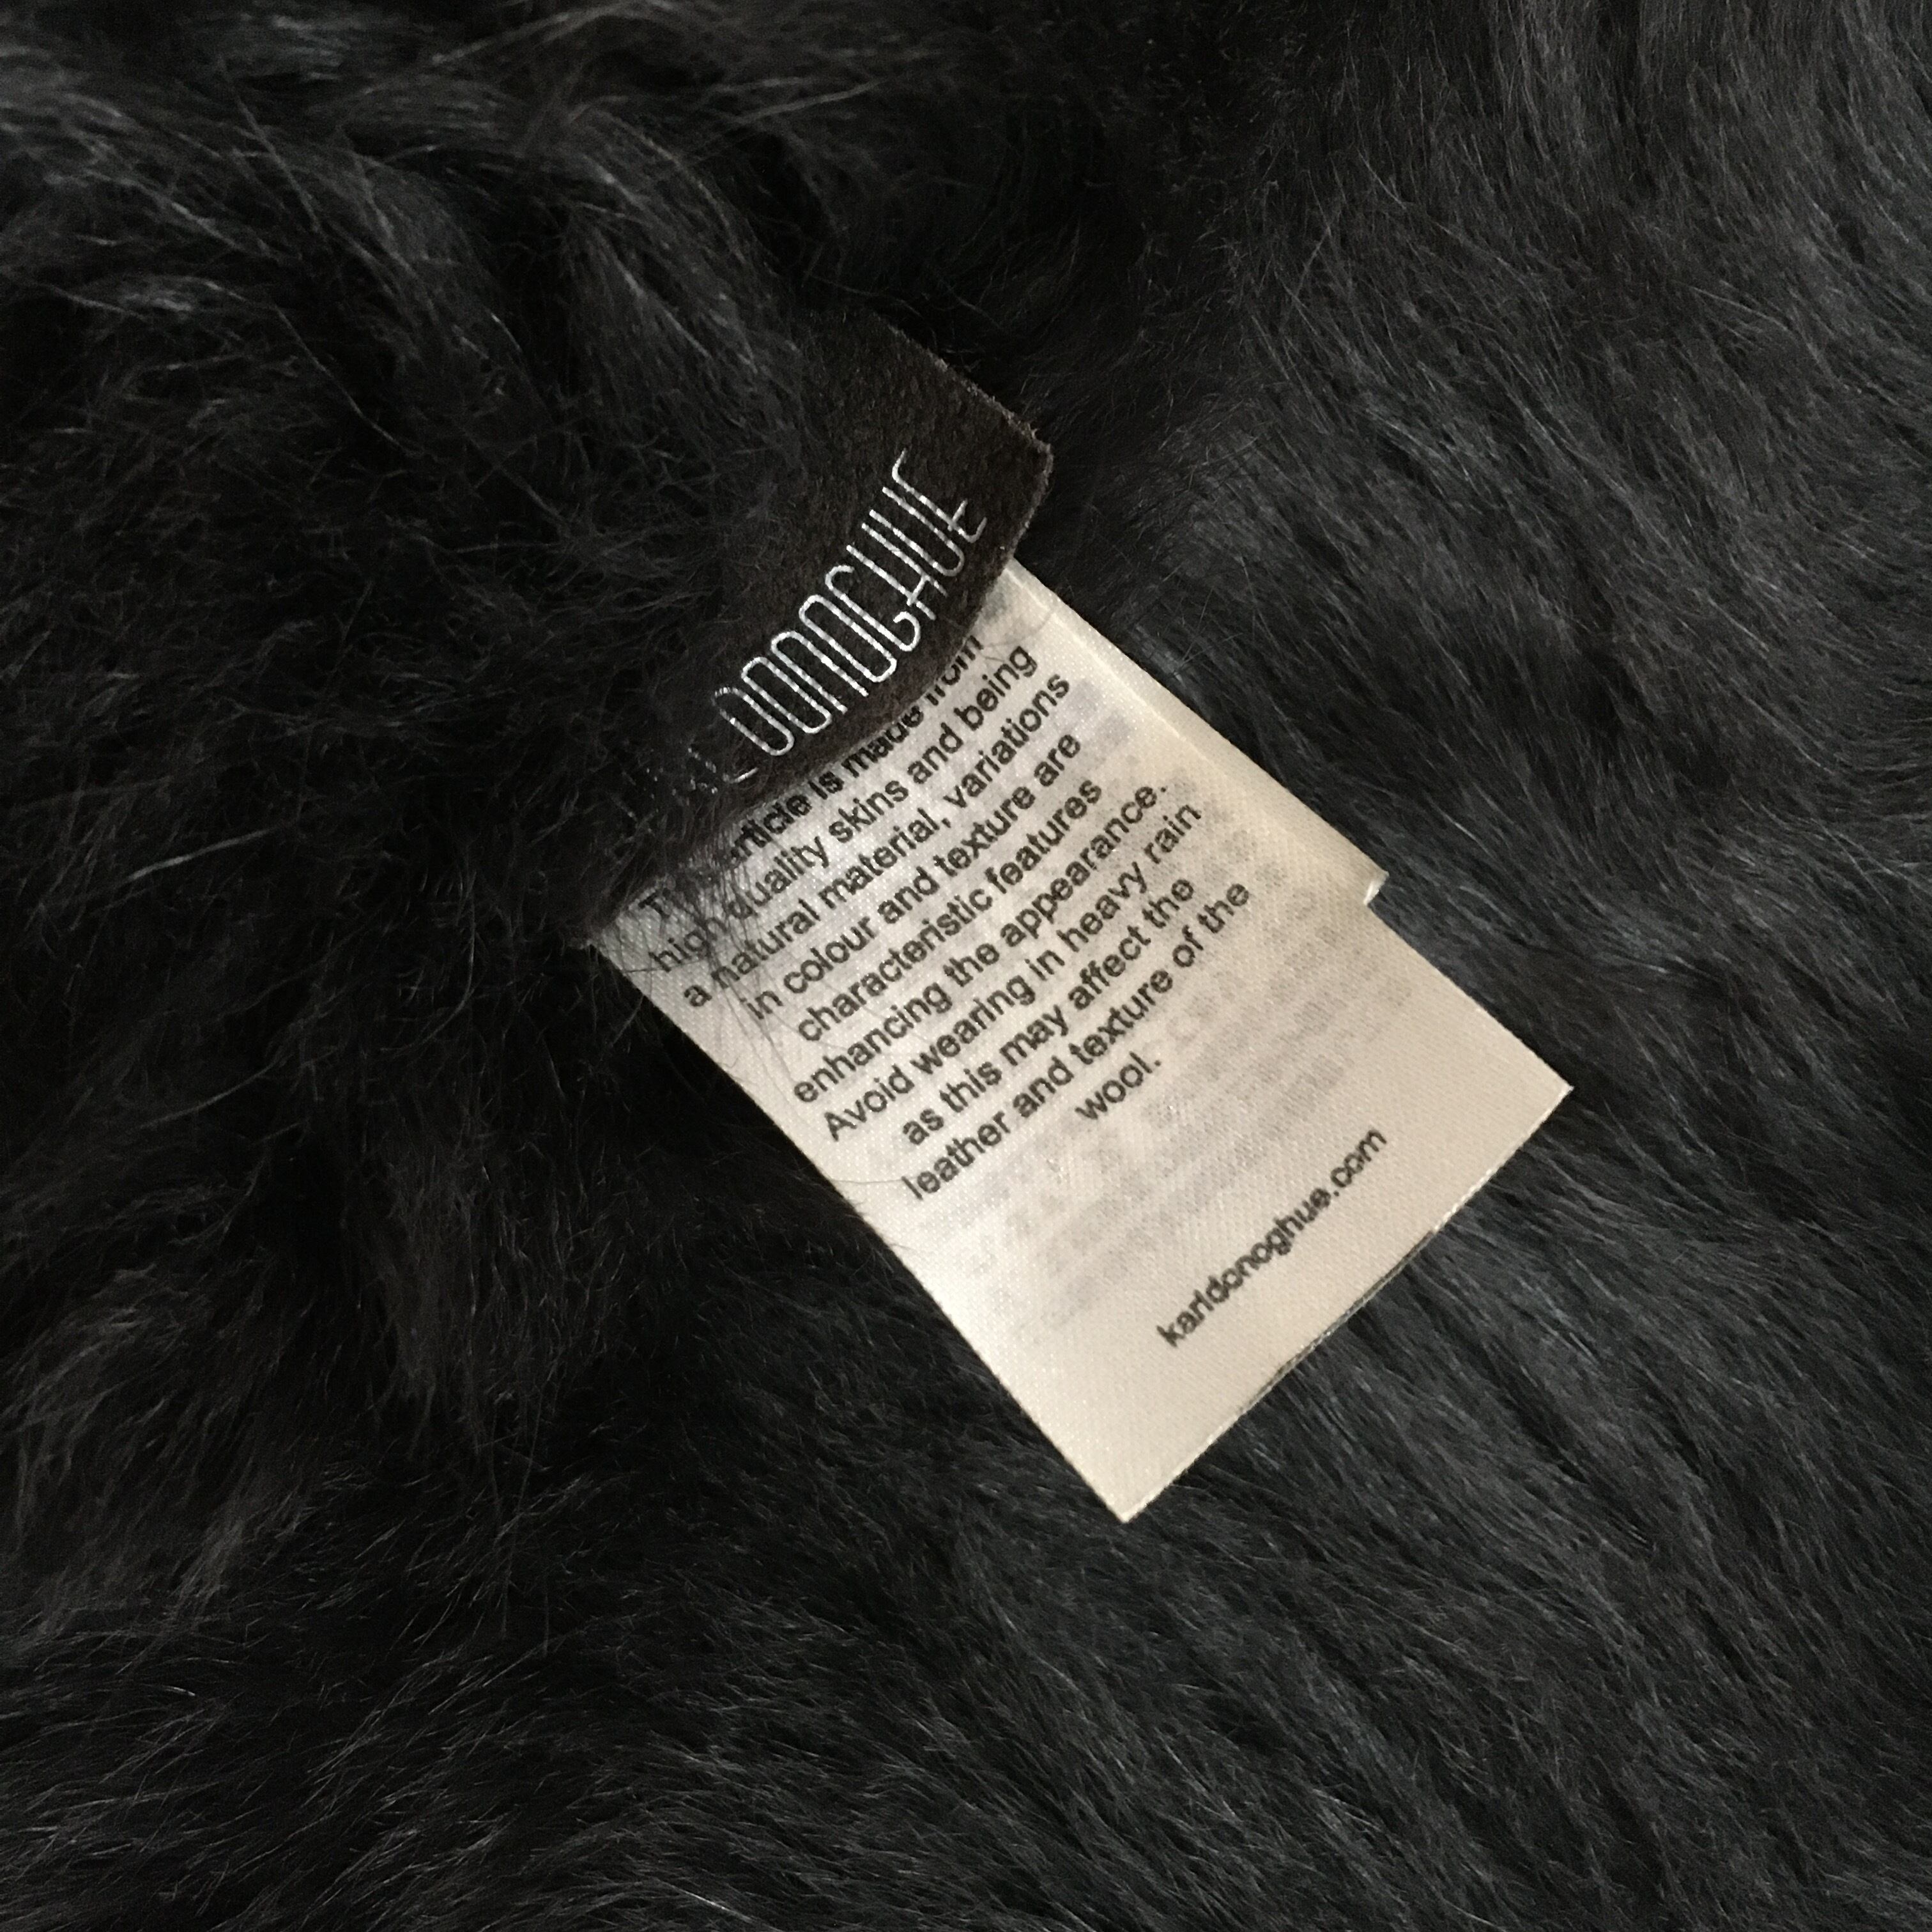 DONOGHUE
article is made from
high quality skins and being
a natural material, variations
in colour and texture are
characteristic features
enhancing the appearance.
Avoid wearing in heavy rain
as this may affect the
leather and texture of the
wool.
karldonoghue.com